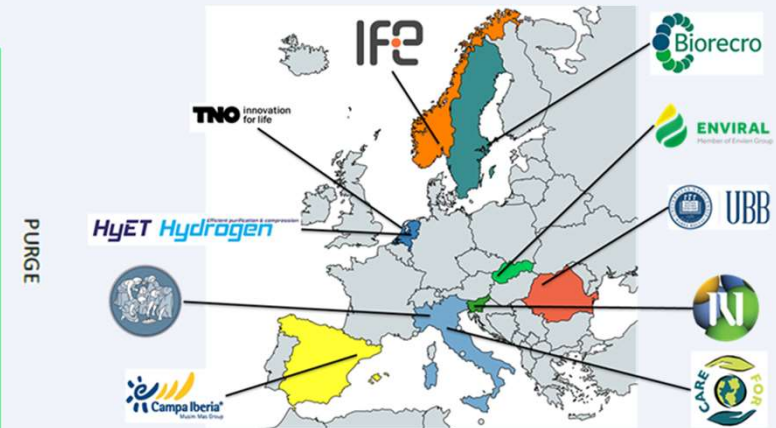 IFE
Biorecro
TNO innovation
for life
ENVIRAL
Member of Envien Group
Efficient purification & compression
HyET Hydrogen
UBB
PURGE
Campa Iberia®
Musim Mas Group
CARE
FOR